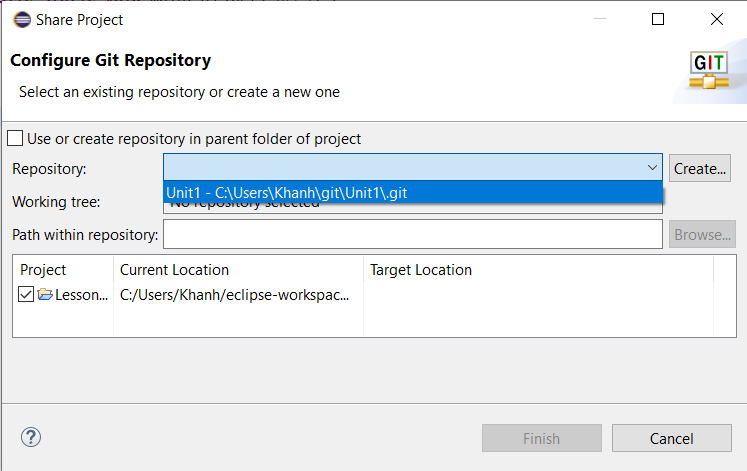 Share Project
Configure Git Repository
Select an existing repository or create a new one
GIT
Use or create repository in parent folder of project
Repository:
Create...
Unit1 - C:\Users\Khanh\git\Unit1\.git
Working tree:
No repository selected
Path within repository:
Browse...
Project Current Location Target Location
Lesson... C:/Users/Khanh/eclipse-workspac...
?
Finish Cancel